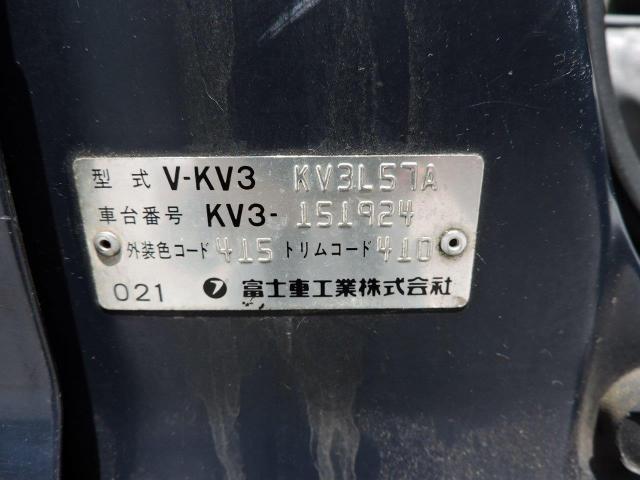 型式 V-KV3 KV3L57A
車台番号 KV3-151924
外装色コード 415 トリムコード 410
021 フ 富士重工業株式会社